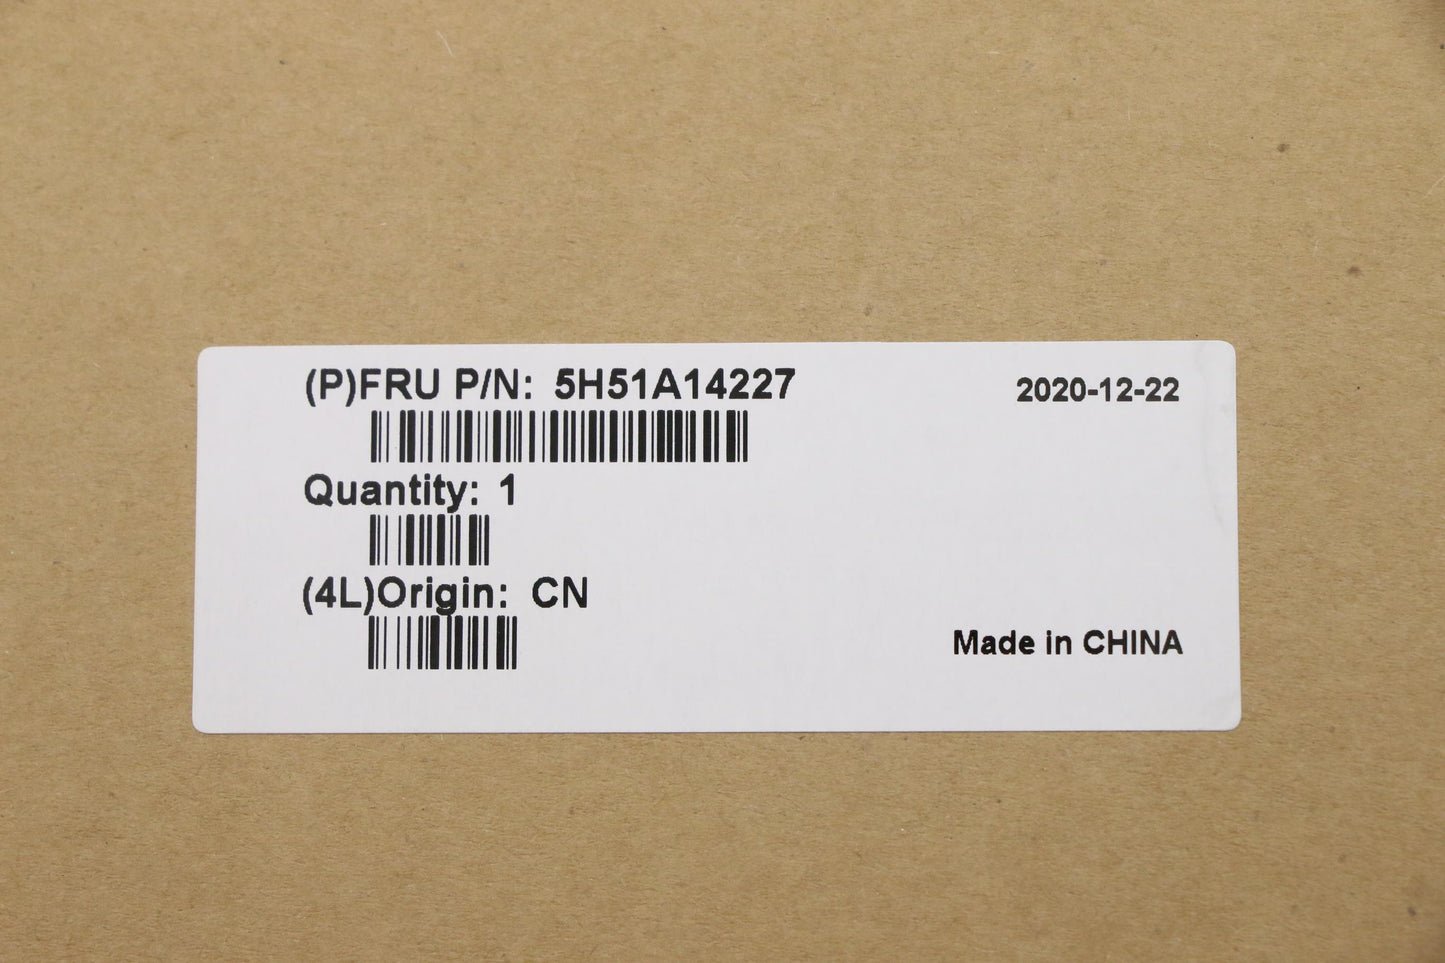 (P)FRU P/N: 5H51A14227
2020-12-22
Quantity: 1
(4L)Origin: CN
Made in CHINA